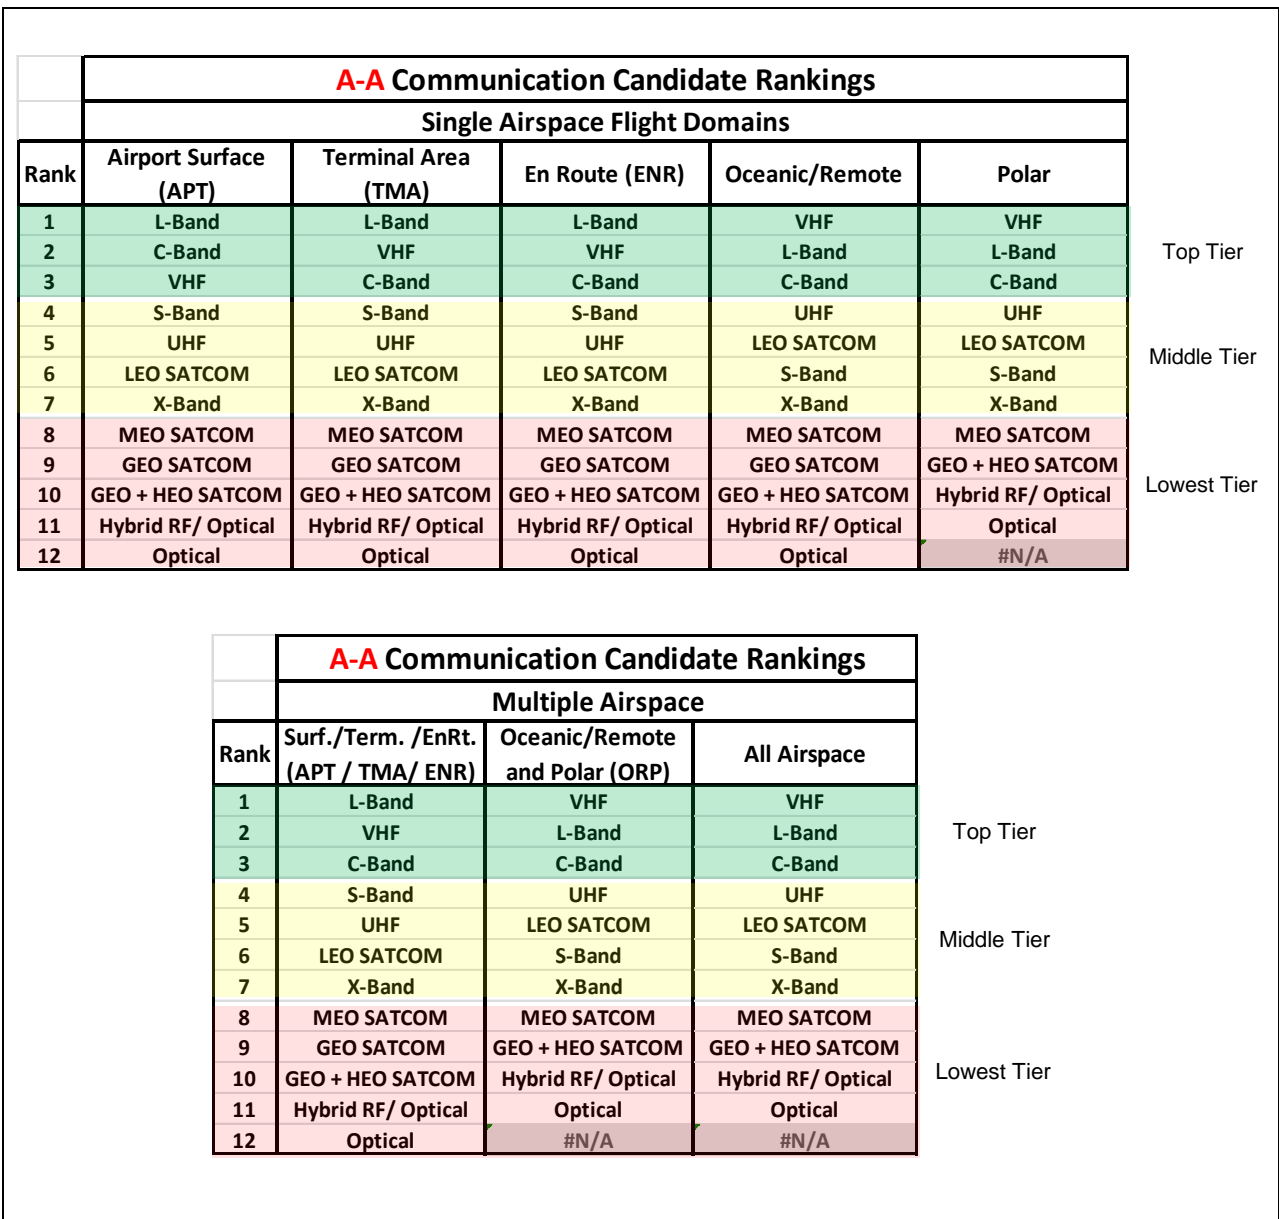 A-A Communication Candidate Rankings
Single Airspace Flight Domains
Rank Airport Surface (APT) Terminal Area (TMA) En Route (ENR) Oceanic/Remote Polar
1 L-Band L-Band L-Band VHF VHF
2 C-Band VHF VHF L-Band L-Band Top Tier
3 VHF C-Band C-Band C-Band C-Band
4 S-Band S-Band S-Band UHF UHF
5 UHF UHF UHF LEO SATCOM LEO SATCOM
Middle Tier
6 LEO SATCOM LEO SATCOM LEO SATCOM S-Band S-Band
7 X-Band X-Band X-Band X-Band X-Band
8 MEO SATCOM MEO SATCOM MEO SATCOM MEO SATCOM MEO SATCOM
9 GEO SATCOM GEO SATCOM GEO SATCOM GEO SATCOM GEO + HEO SATCOM
10 GEO + HEO SATCOM GEO + HEO SATCOM GEO + HEO SATCOM GEO + HEO SATCOM Hybrid RF/ Optical Lowest Tier
11 Hybrid RF/ Optical Hybrid RF/ Optical Hybrid RF/ Optical Hybrid RF/ Optical Optical
12 Optical Optical Optical Optical #N/A
A-A Communication Candidate Rankings
Multiple Airspace
Rank Surf./Term. /EnRt. (APT / TMA/ ENR) Oceanic/Remote and Polar (ORP) All Airspace
1 L-Band VHF VHF
2 VHF L-Band L-Band Top Tier
3 C-Band C-Band C-Band
4 S-Band UHF UHF
5 UHF LEO SATCOM LEO SATCOM
Middle Tier
6 LEO SATCOM S-Band S-Band
7 X-Band X-Band X-Band
8 MEO SATCOM MEO SATCOM MEO SATCOM
9 GEO SATCOM GEO + HEO SATCOM GEO + HEO SATCOM
10 GEO + HEO SATCOM Hybrid RF/ Optical Hybrid RF/ Optical Lowest Tier
11 Hybrid RF/ Optical Optical Optical
12 Optical #N/A #N/A